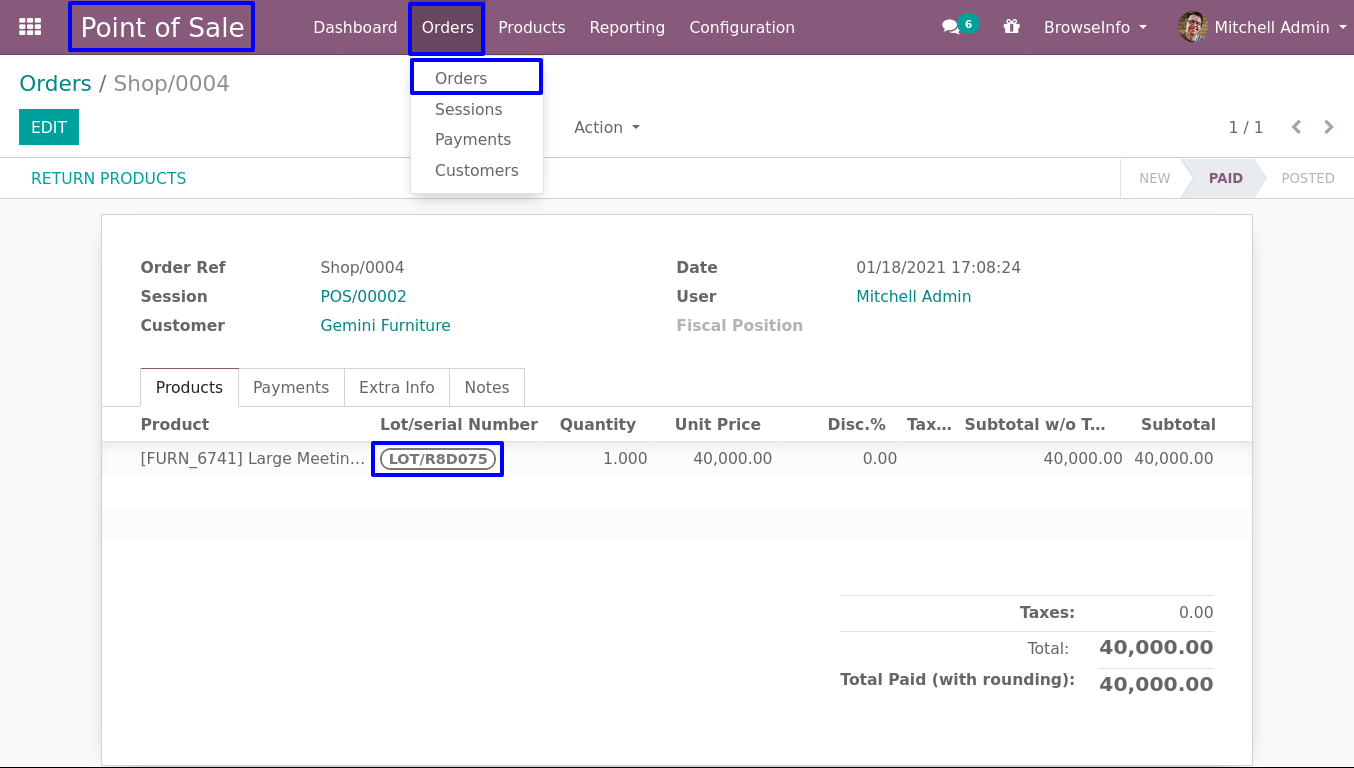 Point of Sale Dashboard Orders Products Reporting Configuration 6 BrowseInfo Mitchell Admin
Orders
Sessions
Payments
Customers
Orders / Shop/0004
EDIT Action 1 / 1
RETURN PRODUCTS NEW PAID POSTED
Order Ref Shop/0004 Date 01/18/2021 17:08:24
Session POS/00002 User Mitchell Admin
Customer Gemini Furniture Fiscal Position
Products Payments Extra Info Notes
Product Lot/serial Number Quantity Unit Price Disc.% Tax... Subtotal w/o T... Subtotal
[FURN_6741] Large Meetin... LOT/R8D075 1.000 40,000.00 0.00 40,000.00 40,000.00
Taxes: 0.00
Total: 40,000.00
Total Paid (with rounding): 40,000.00